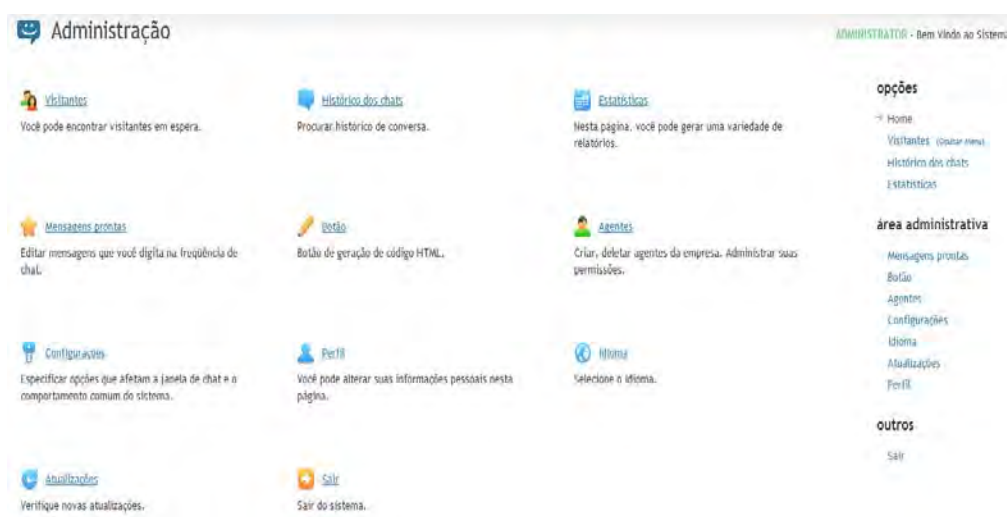 Administração
ADMINISTRATOR - Bem Vindo ao Sistema
Visitantes
Você pode encontrar visitantes em espera.
Histórico dos chats
Procurar histórico de conversa.
Estatísticas
Nesta página, você pode gerar uma variedade de
relatórios.
Mensagens prontas
Editar mensagens que você digita na freqüência de
chat.
Botão
Botão de geração de código HTML.
Agentes
Criar, deletar agentes da empresa. Administrar suas
permissões.
Configurações
Especificar opções que afetam a janela de chat e o
comportamento comum do sistema.
Perfil
Você pode alterar suas informações pessoais nesta
página.
Idioma
Selecione o idioma.
Atualizações
Verifique novas atualizações.
Sair
Sair do sistema.
opções
Home
Visitantes (Ocultar menu)
Histórico dos chats
Estatísticas
área administrativa
Mensagens prontas
Botão
Agentes
Configurações
Idioma
Atualizações
Perfil
outros
Sair